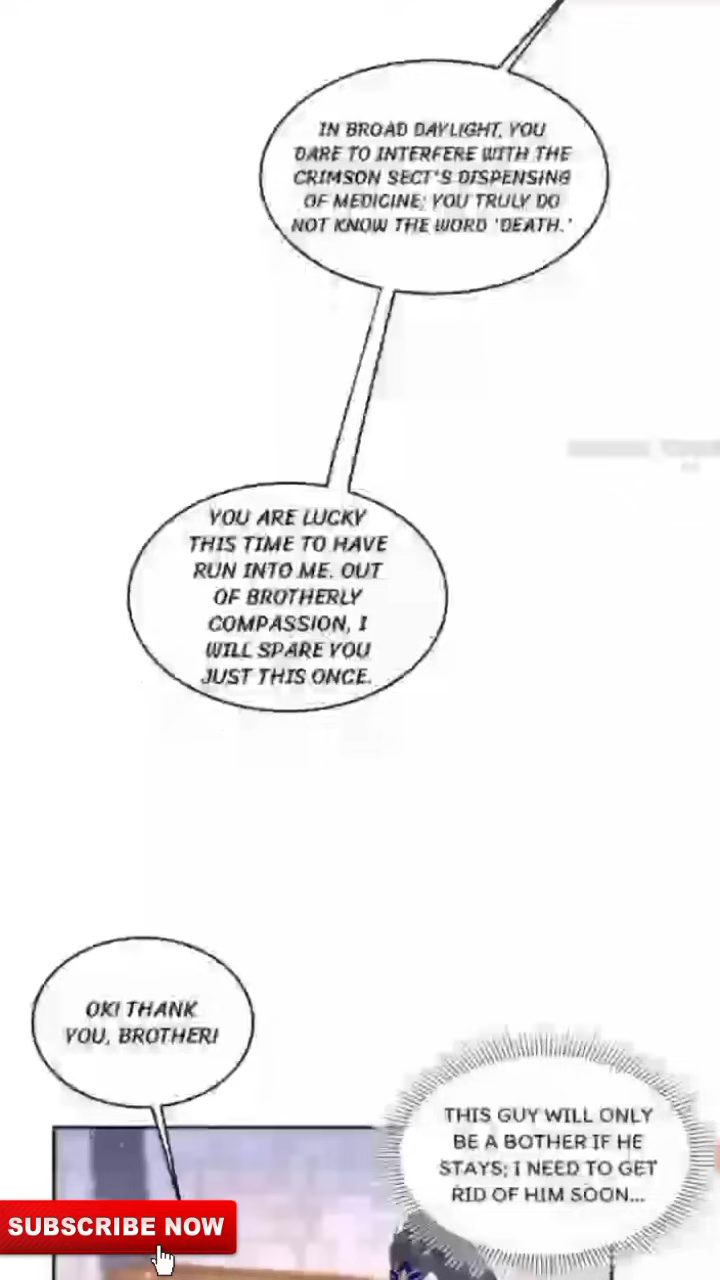 IN BROAD DAYLIGHT, YOU
DARE TO INTERFERE WITH THE
CRIMSON SECT'S DISPENSING
OF MEDICINE; YOU TRULY DO
NOT KNOW THE WORD 'DEATH.'
YOU ARE LUCKY
THIS TIME TO HAVE
RUN INTO ME. OUT
OF BROTHERLY
COMPASSION, I
WILL SPARE YOU
JUST THIS ONCE.
OK! THANK
YOU, BROTHER!
THIS GUY WILL ONLY
BE A BOTHER IF HE
STAYS; I NEED TO GET
RID OF HIM SOON...
SUBSCRIBE NOW